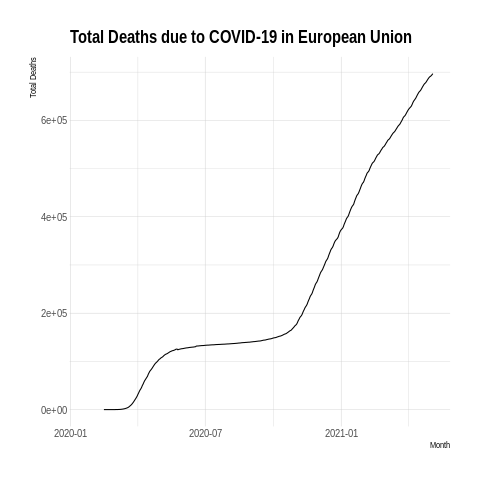 Total Deaths due to COVID-19 in European Union
Total Deaths
6e+05
4e+05
2e+05
0e+00
2020-01
2020-07
2021-01
Month